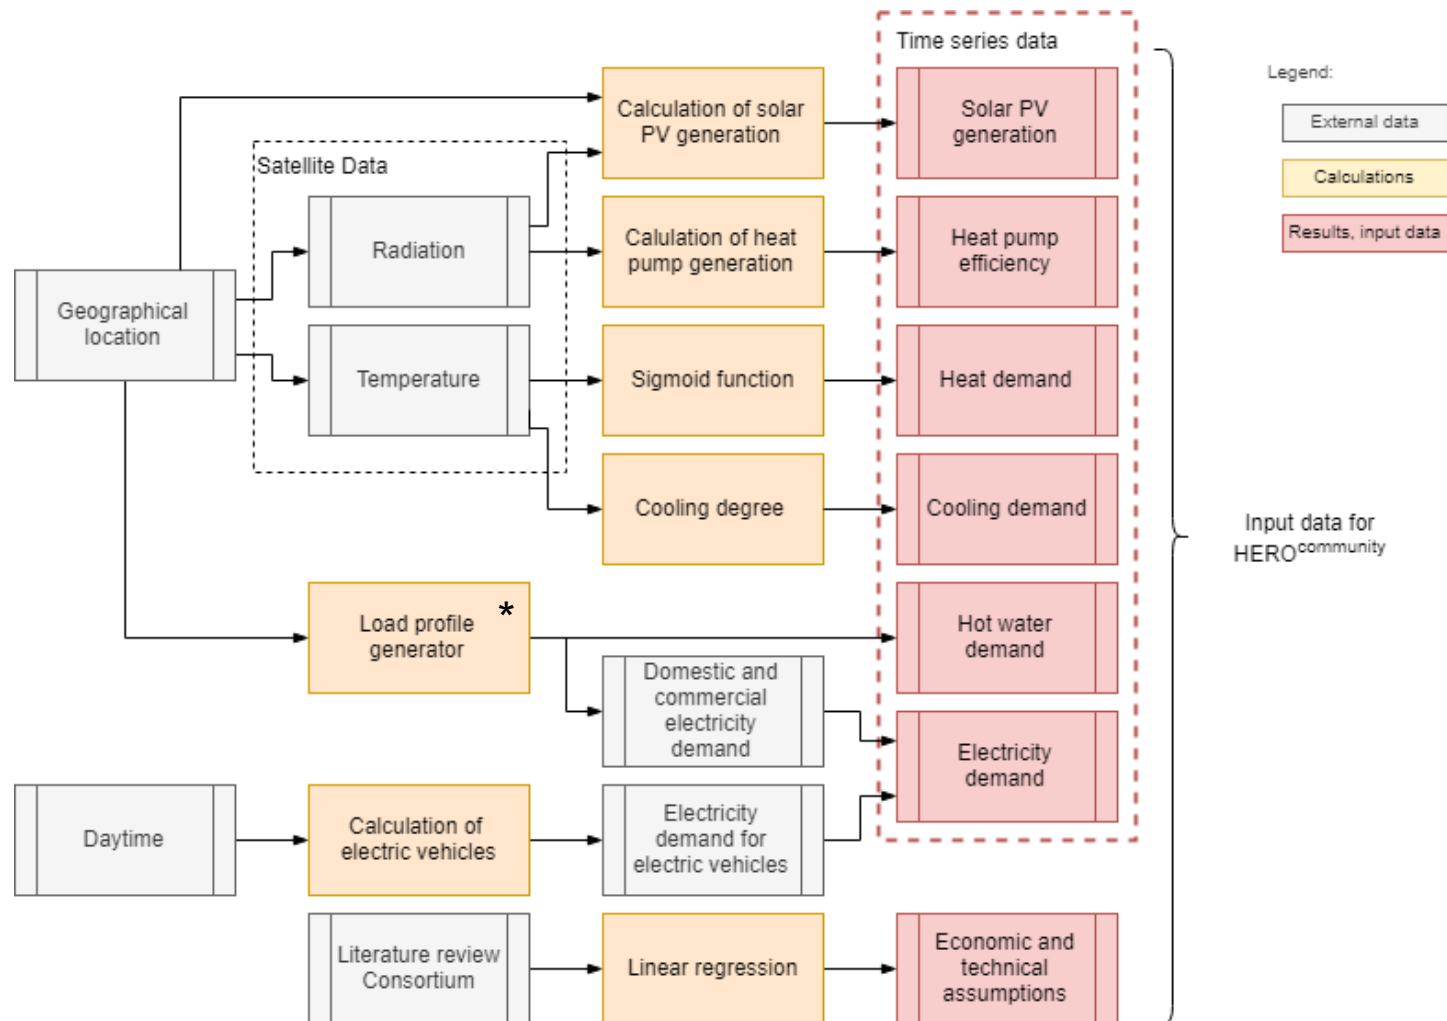 Time series data
Legend:
Calculation of solar
PV generation
Solar PV
generation
External data
Satellite Data
Calculations
Radiation
Calulation of heat
pump generation
Heat pump
efficiency
Results, input data
Geographical
location
Temperature
Sigmoid function
Heat demand
Cooling degree
Cooling demand
Input data for
HEROcommunity
Load profile
generator
*
Hot water
demand
Domestic and
commercial
electricity
demand
Electricity
demand
Daytime
Calculation of
electric vehicles
Electricity
demand for
electric vehicles
Literature review
Consortium
Linear regression
Economic and
technical
assumptions